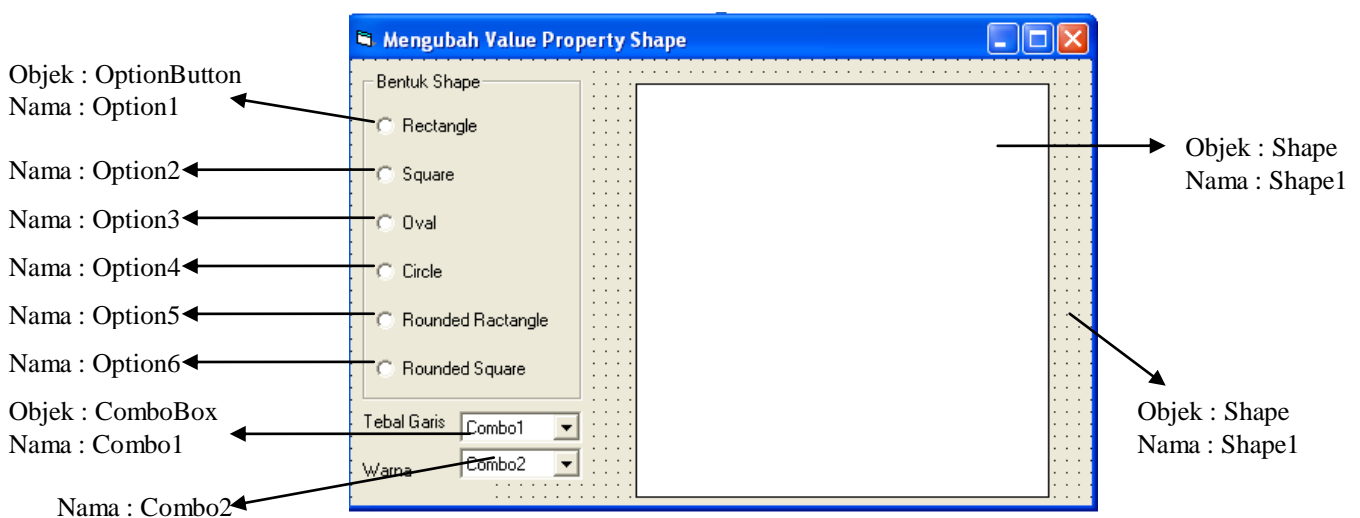 Mengubah Value Property Shape
Objek : OptionButton
Nama : Option1
Nama : Option2
Nama : Option3
Nama : Option4
Nama : Option5
Nama : Option6
Objek : ComboBox
Nama : Combo1
Nama : Combo2
Bentuk Shape
Rectangle
Square
Oval
Circle
Rounded Ractangle
Rounded Square
Tebal Garis Combo1
Warna Combo2
Objek : Shape
Nama : Shape1
Objek : Shape
Nama : Shape1